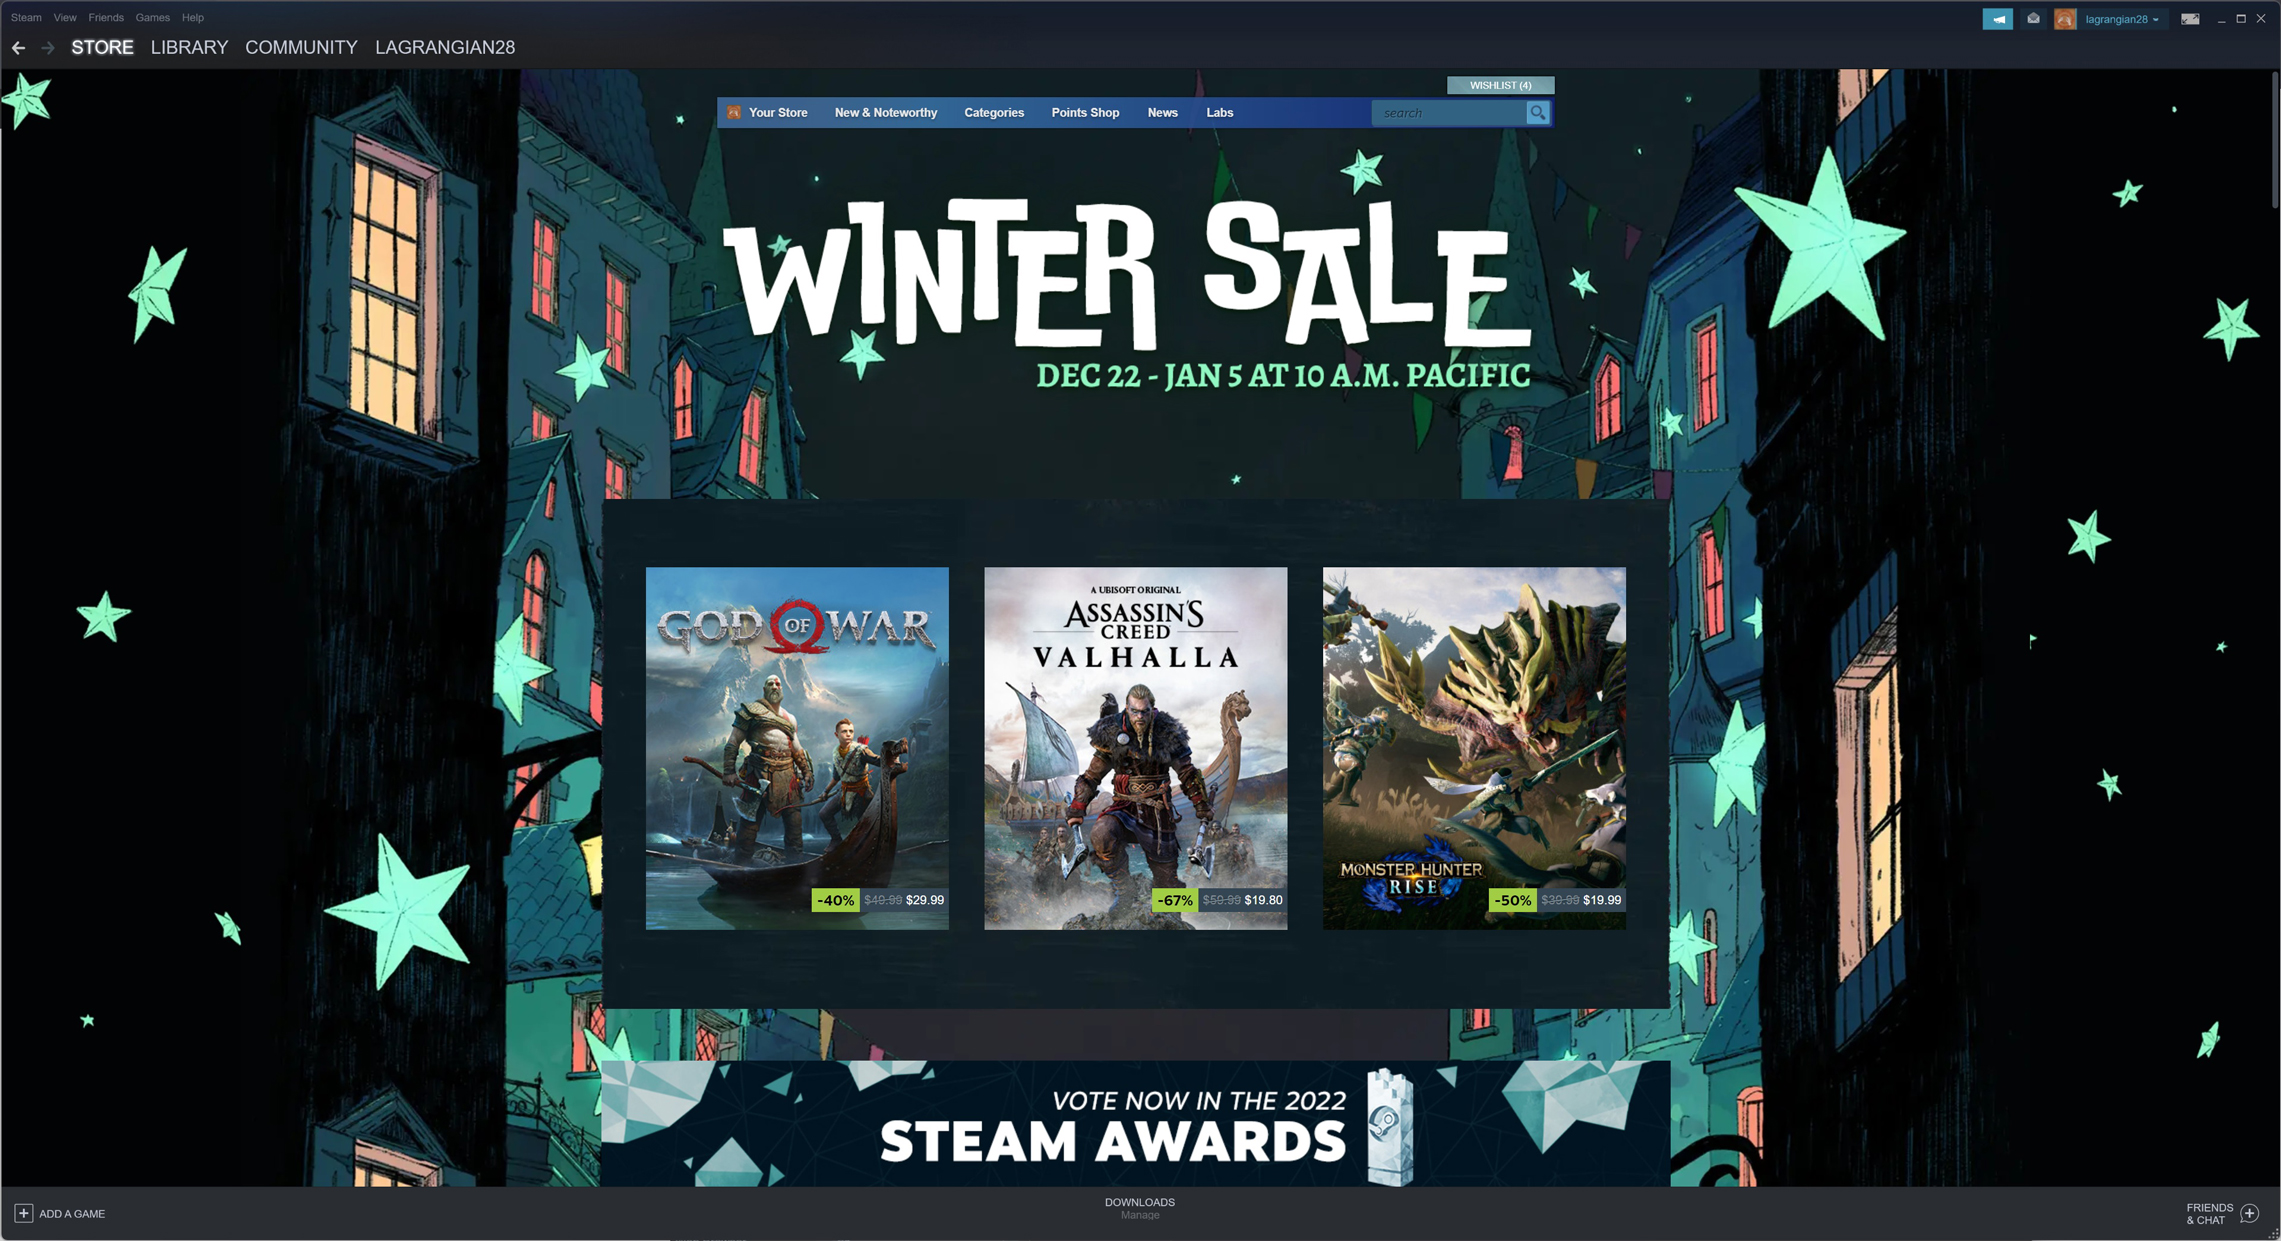 Steam View Friends Games Help
lagrangian28
STORE LIBRARY COMMUNITY LAGRANGIAN28
WISHLIST (4)
Your Store New & Noteworthy Categories Points Shop News Labs search
WINTER SALE
DEC 22 - JAN 5 AT 10 A.M. PACIFIC
GOD OF WAR
-40% $49.99 $29.99
A UBISOFT ORIGINAL
ASSASSIN'S
CREED
VALHALLA
-67% $59.99 $19.80
MONSTER HUNTER
RISE
-50% $39.99 $19.99
VOTE NOW IN THE 2022
STEAM AWARDS
ADD A GAME
DOWNLOADS
Manage
FRIENDS
& CHAT